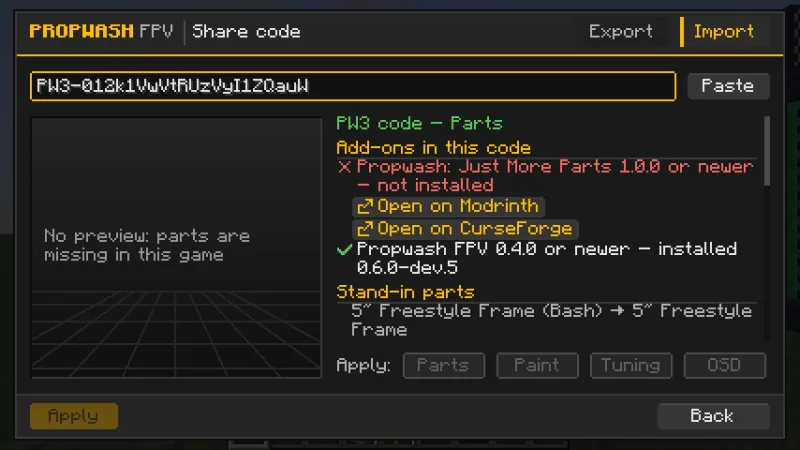 PROPWASH FPV | Share code
Export
Import
PW3-012k1VwVtRUzVyI1ZQauW
Paste
No preview: parts are
missing in this game
PW3 code — Parts
Add-ons in this code
✕ Propwash: Just More Parts 1.0.0 or newer
— not installed
Open on Modrinth
Open on CurseForge
✓ Propwash FPV 0.4.0 or newer — installed
0.6.0-dev.5
Stand-in parts
5″ Freestyle Frame (Bash) → 5″ Freestyle
Frame
Apply:
Parts
Paint
Tuning
OSD
Apply
Back